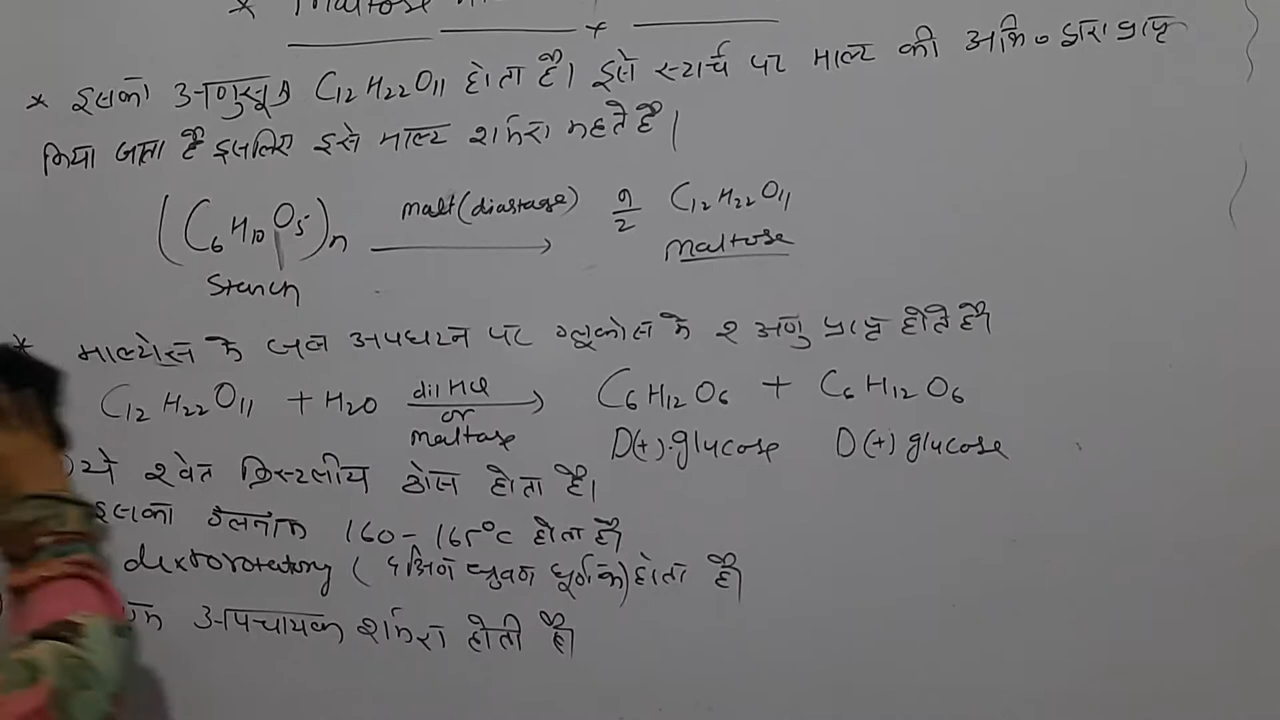 * Maltose
* इसका अणुसूत्र C₁₂H₂₂O₁₁ होता है। इसे स्टार्च पर माल्ट की अभि० द्वारा प्राप्त
किया जाता है इसलिए इसे माल्ट शर्करा कहते है।
(C₆H₁₀O₅)n malt(diastase) → n/2 C₁₂H₂₂O₁₁
Starch maltose
* माल्टोस के जल अपघटन पर ग्लूकोस के 2 अणु प्राप्त होते है।
C₁₂H₂₂O₁₁ + H₂O dil HCl or maltase → C₆H₁₂O₆ + C₆H₁₂O₆
D(+).glucose D(+) glucose
ये श्वेत क्रिस्टलीय ठोस होता है।
इसका गलनांक 160-165°C होता है
dextrorotatory (दक्षिण ध्रुवण घूर्णक) होता है।
अपचायक शर्करा होती है।